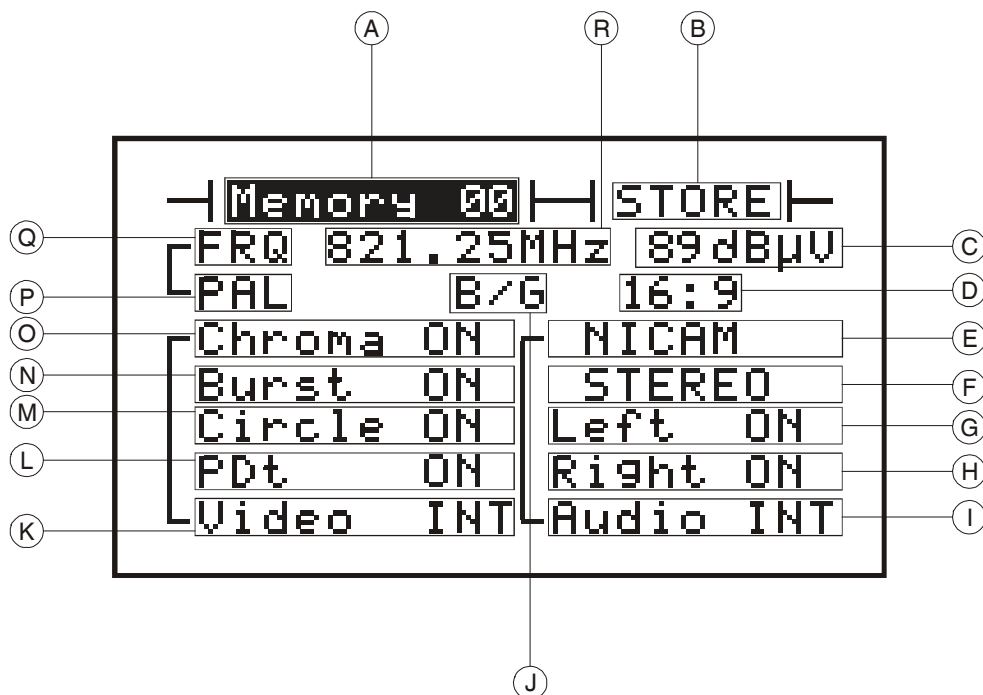 A R B
Memory 00 STORE
Q FRQ 821.25MHz 89dBµV C
P PAL B/G 16:9 D
O Chroma ON NICAM E
N Burst ON STEREO F
M Circle ON Left ON G
L PDt ON Right ON H
K Video INT Audio INT I
J